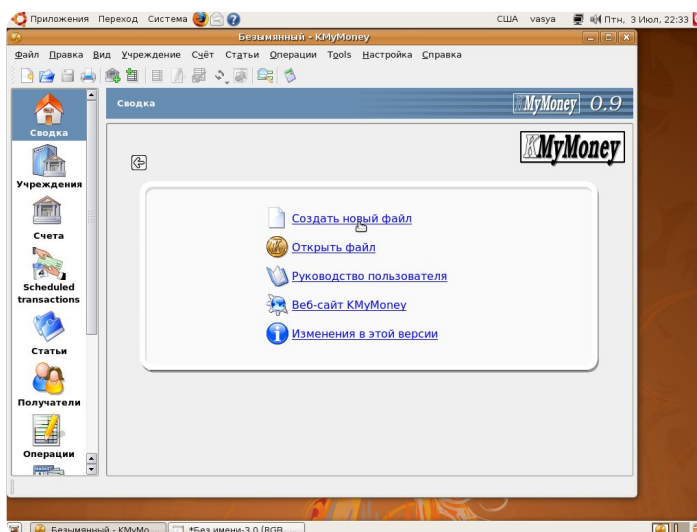 Приложения Переход Система США vasya Птн, 3 Июл, 22:33
Безымянный - KMyMoney
Файл Правка Вид Учреждение Счёт Статьи Операции Tools Настройка Справка
Сводка
KMyMoney 0.9
KMyMoney
Сводка
Учреждения
Счета
Scheduled
transactions
Статьи
Получатели
Операции
Создать новый файл
Открыть файл
Руководство пользователя
Веб-сайт KMyMoney
Изменения в этой версии
Безымянный - KMyMo... *Без имени-3.0 (RGB, ...